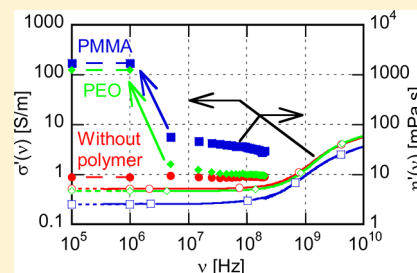 1000
100
10
1
0.1
σ'(ν) [S/m]
PMMA
PEO
Without
polymer
10⁴
1000
100
10
1
η'(ν) [mPa s]
10⁵ 10⁶ 10⁷ 10⁸ 10⁹ 10¹⁰
ν [Hz]